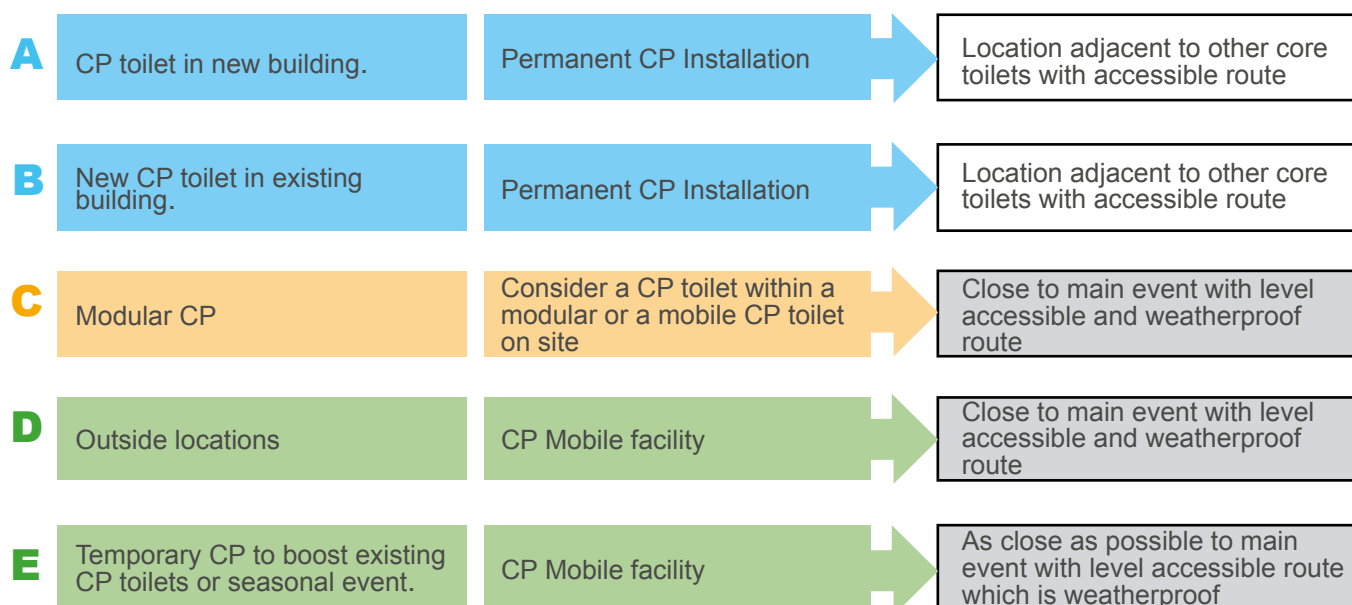 A
CP toilet in new building.
Permanent CP Installation
Location adjacent to other core
toilets with accessible route
B
New CP toilet in existing
building.
Permanent CP Installation
Location adjacent to other core
toilets with accessible route
C
Modular CP
Consider a CP toilet within a
modular or a mobile CP toilet
on site
Close to main event with level
accessible and weatherproof
route
D
Outside locations
CP Mobile facility
Close to main event with level
accessible and weatherproof
route
E
Temporary CP to boost existing
CP toilets or seasonal event.
CP Mobile facility
As close as possible to main
event with level accessible route
which is weatherproof